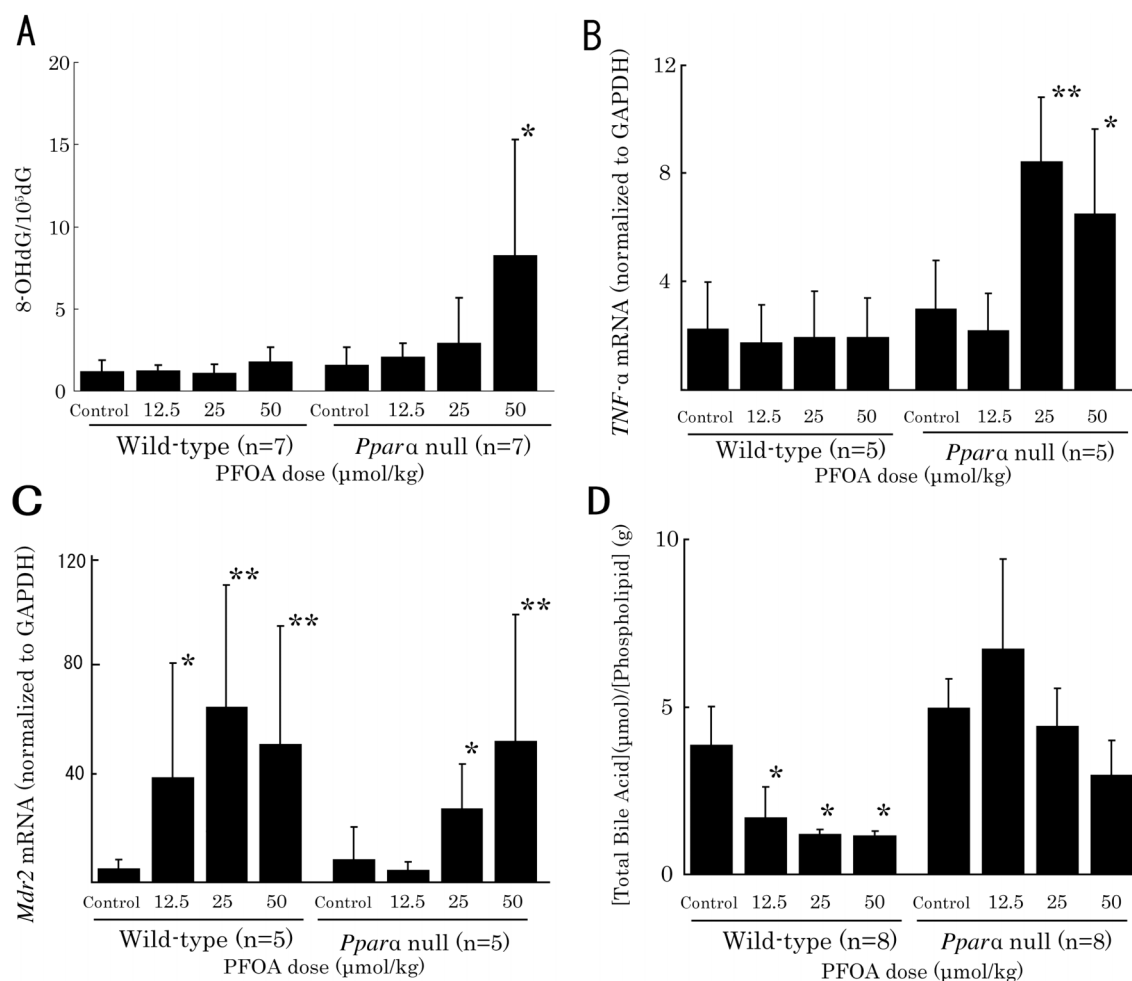 A
8-OHdG/10⁵dG
20
15
10
5
0
*
Control 12.5 25 50 Control 12.5 25 50
Wild-type (n=7) Pparα null (n=7)
PFOA dose (μmol/kg)
B
TNF-α mRNA (normalized to GAPDH)
12
8
4
** *
Control 12.5 25 50 Control 12.5 25 50
Wild-type (n=5) Pparα null (n=5)
PFOA dose (μmol/kg)
C
Mdr2 mRNA (normalized to GAPDH)
120
80
40
* ** ** * **
Control 12.5 25 50 Control 12.5 25 50
Wild-type (n=5) Pparα null (n=5)
PFOA dose (μmol/kg)
D
[Total Bile Acid](μmol)/[Phospholipid] (g)
10
5
0
* * *
Control 12.5 25 50 Control 12.5 25 50
Wild-type (n=8) Pparα null (n=8)
PFOA dose (μmol/kg)